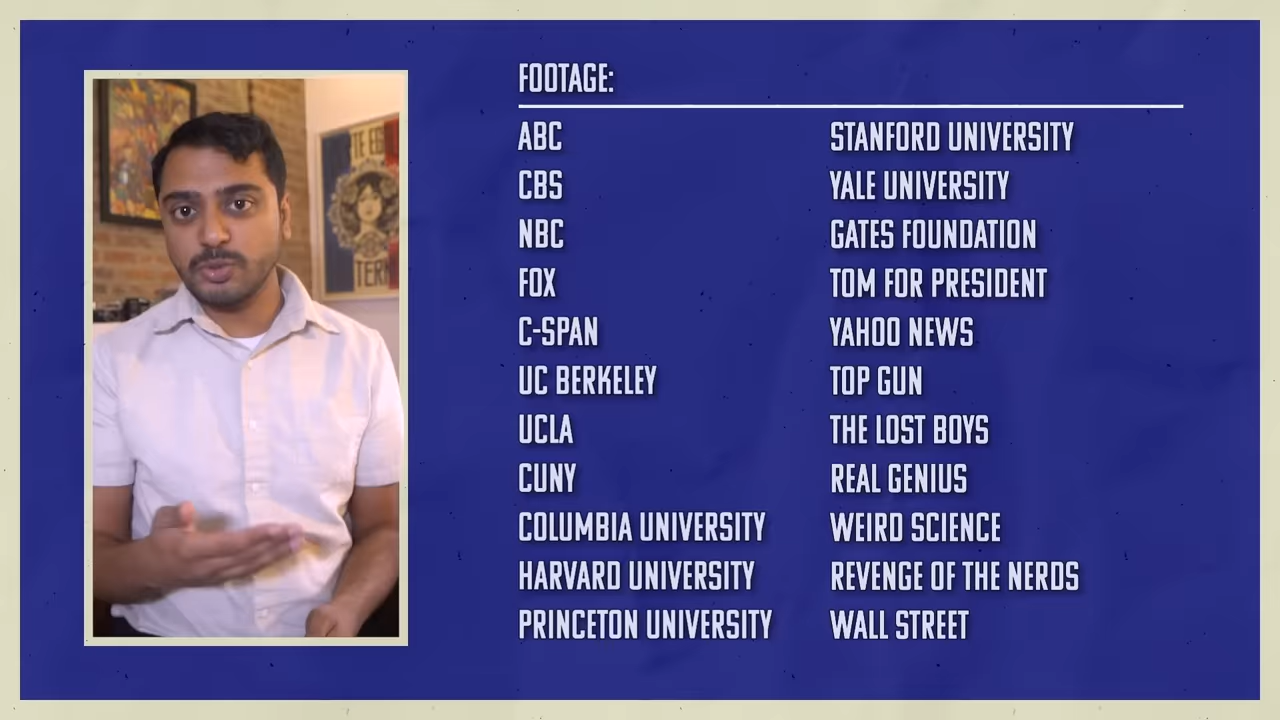 FOOTAGE:
ABC
CBS
NBC
FOX
C-SPAN
UC BERKELEY
UCLA
CUNY
COLUMBIA UNIVERSITY
HARVARD UNIVERSITY
PRINCETON UNIVERSITY
STANFORD UNIVERSITY
YALE UNIVERSITY
GATES FOUNDATION
TOM FOR PRESIDENT
YAHOO NEWS
TOP GUN
THE LOST BOYS
REAL GENIUS
WEIRD SCIENCE
REVENGE OF THE NERDS
WALL STREET